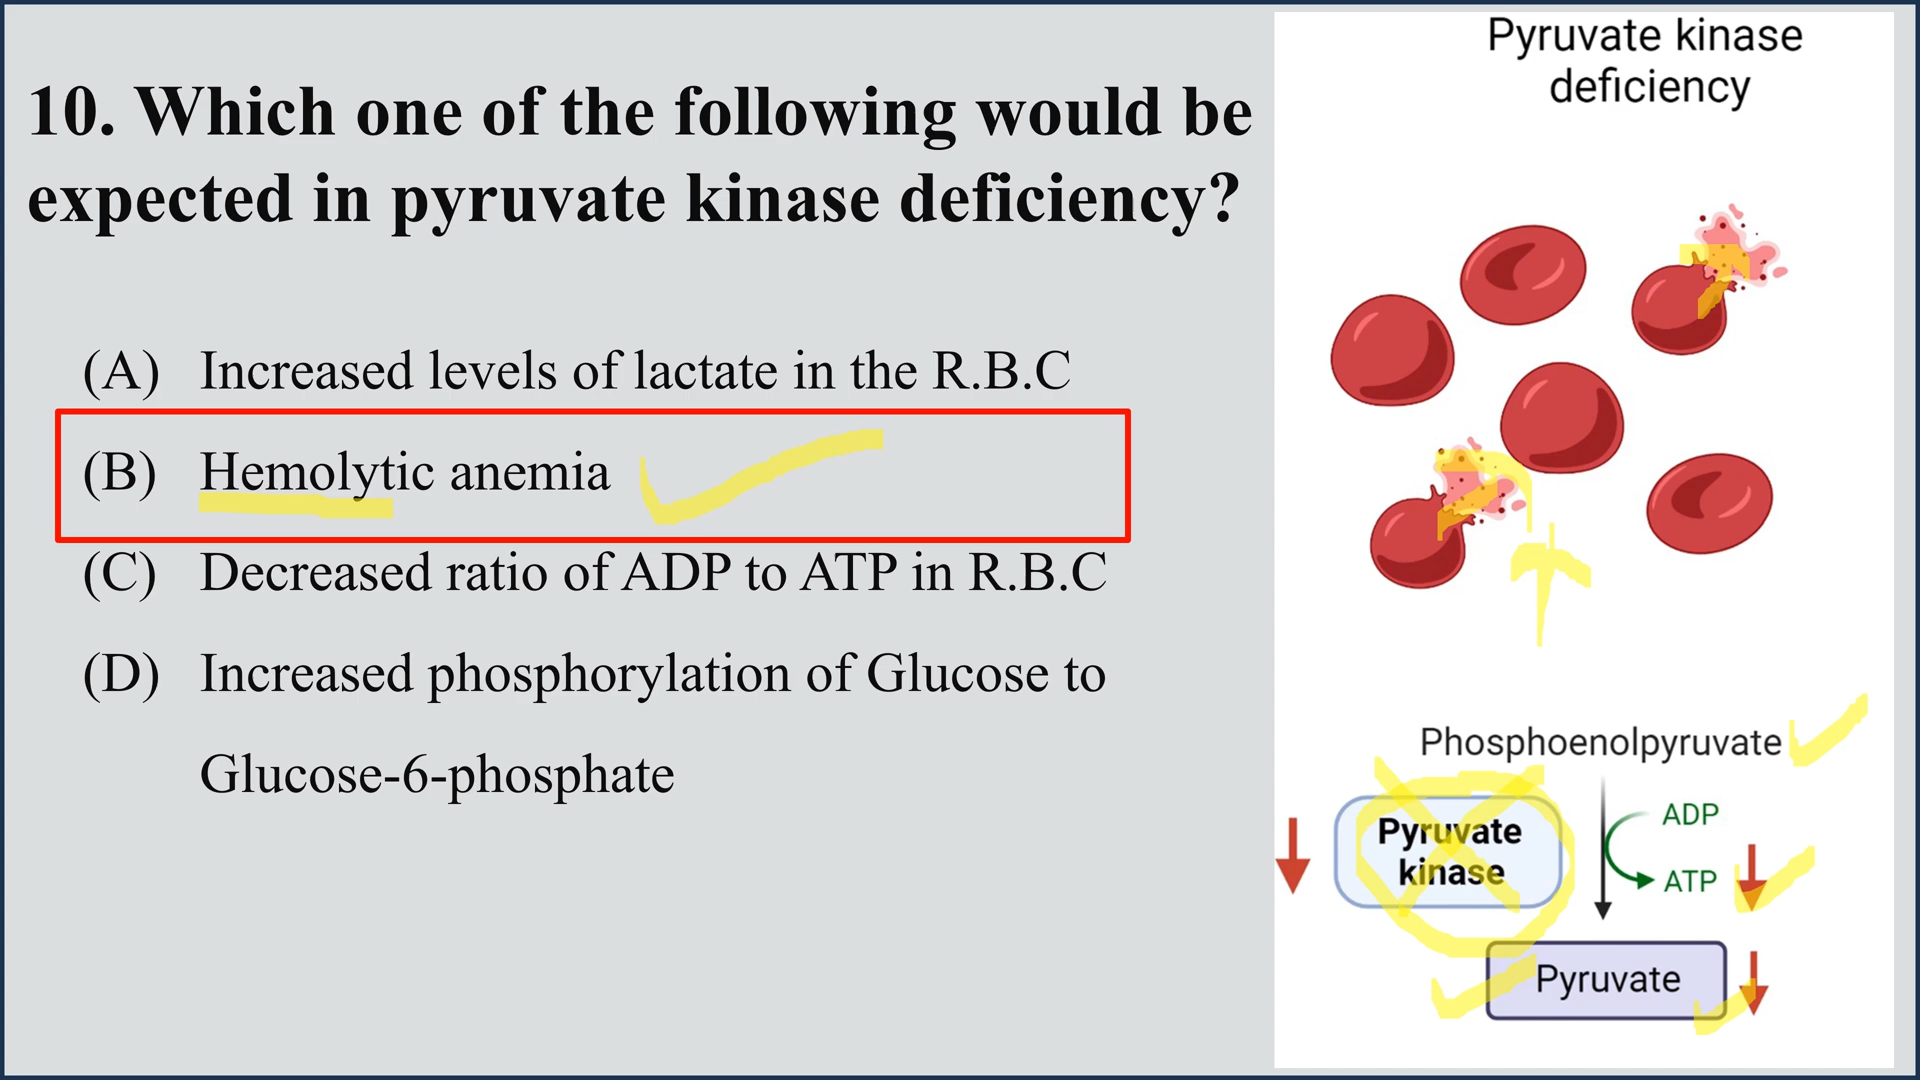 10. Which one of the following would be
expected in pyruvate kinase deficiency?
(A) Increased levels of lactate in the R.B.C
(B) Hemolytic anemia
(C) Decreased ratio of ADP to ATP in R.B.C
(D) Increased phosphorylation of Glucose to
Glucose-6-phosphate
Pyruvate kinase
deficiency
Phosphoenolpyruvate
Pyruvate
kinase
ADP
ATP
Pyruvate